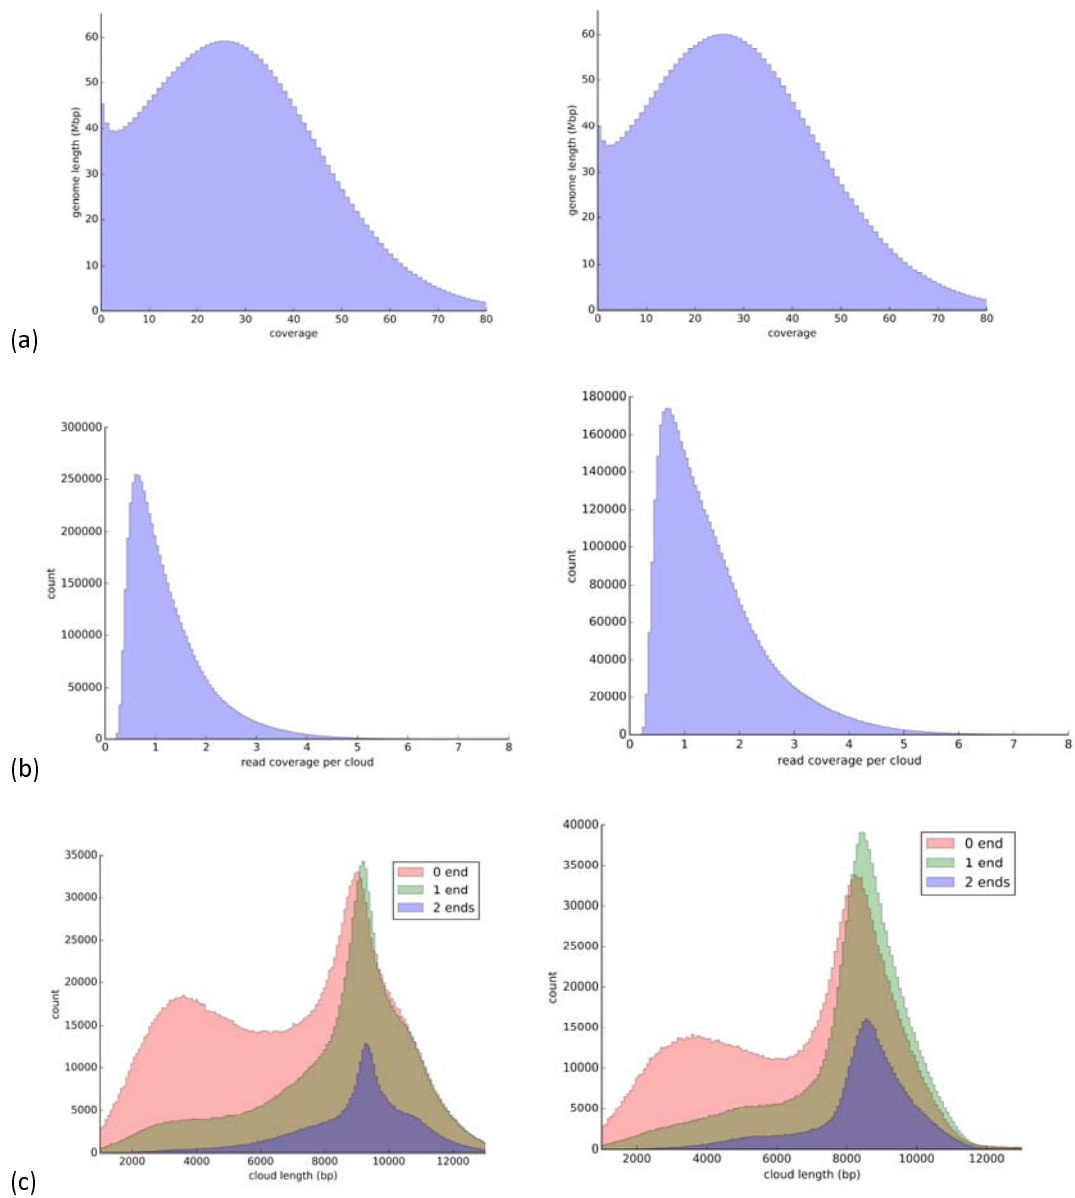 60
50
40
30
20
10
0
genome length (Mbp)
0 10 20 30 40 50 60 70 80
coverage
60
50
40
30
20
10
0
genome length (Mbp)
0 10 20 30 40 50 60 70 80
coverage
(a)
300000
250000
200000
150000
100000
50000
0
count
0 1 2 3 4 5 6 7 8
read coverage per cloud
180000
160000
140000
120000
100000
80000
60000
40000
20000
0
count
0 1 2 3 4 5 6 7 8
read coverage per cloud
(b)
35000
30000
25000
20000
15000
10000
5000
0
count
0 end
1 end
2 ends
2000 4000 6000 8000 10000 12000
cloud length (bp)
40000
35000
30000
25000
20000
15000
10000
5000
0
count
0 end
1 end
2 ends
2000 4000 6000 8000 10000 12000
cloud length (bp)
(c)